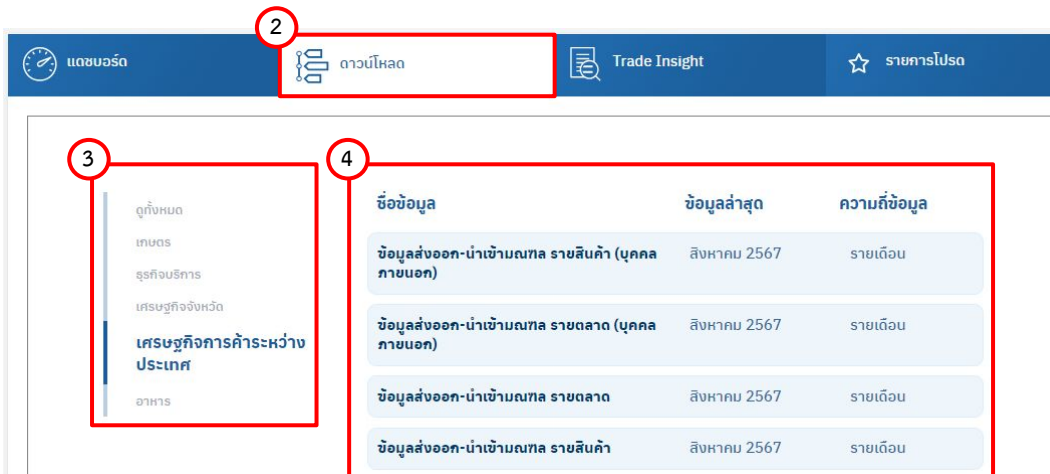 2
แดชบอร์ด
ดาวน์โหลด
Trade Insight
รายการโปรด
3
4
ดูทั้งหมด
เกษตร
ธุรกิจบริการ
เศรษฐกิจจังหวัด
เศรษฐกิจการค้าระหว่าง
ประเทศ
อาหาร
ชื่อข้อมูล ข้อมูลล่าสุด ความถี่ข้อมูล
ข้อมูลส่งออก-นำเข้ามณฑล รายสินค้า (บุคคล สิงหาคม 2567 รายเดือน
ภายนอก)
ข้อมูลส่งออก-นำเข้ามณฑล รายตลาด (บุคคล สิงหาคม 2567 รายเดือน
ภายนอก)
ข้อมูลส่งออก-นำเข้ามณฑล รายตลาด สิงหาคม 2567 รายเดือน
ข้อมูลส่งออก-นำเข้ามณฑล รายสินค้า สิงหาคม 2567 รายเดือน